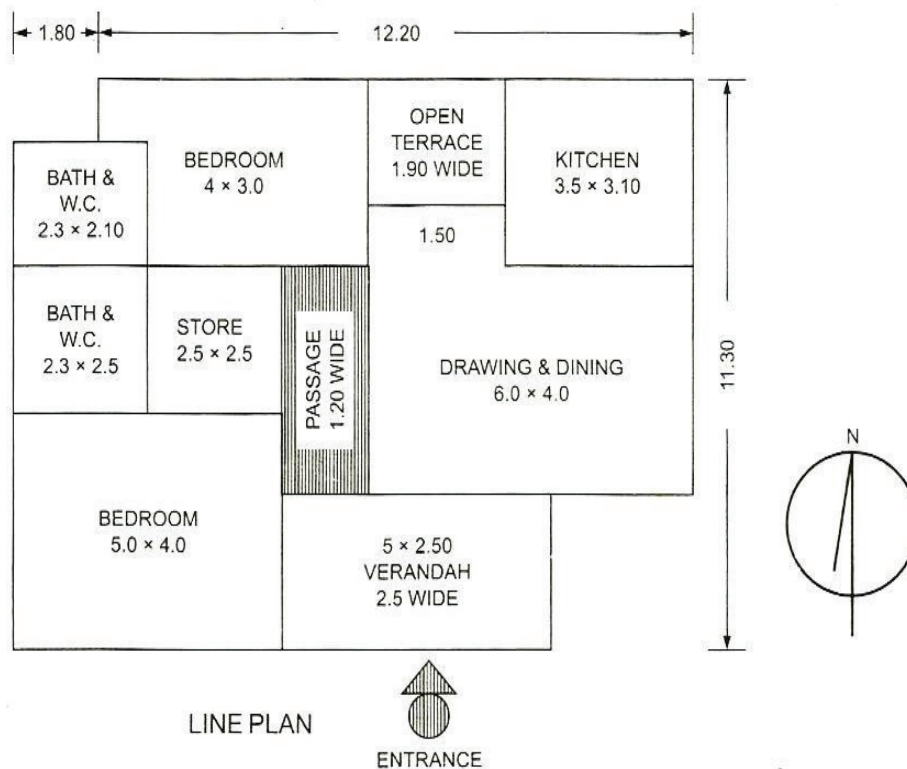 1.80
12.20
BEDROOM
4 × 3.0
OPEN
TERRACE
1.90 WIDE
KITCHEN
3.5 × 3.10
BATH &
W.C.
2.3 × 2.10
1.50
BATH &
W.C.
2.3 × 2.5
STORE
2.5 × 2.5
PASSAGE
1.20 WIDE
DRAWING & DINING
6.0 × 4.0
11.30
N
BEDROOM
5.0 × 4.0
5 × 2.50
VERANDAH
2.5 WIDE
LINE PLAN
ENTRANCE